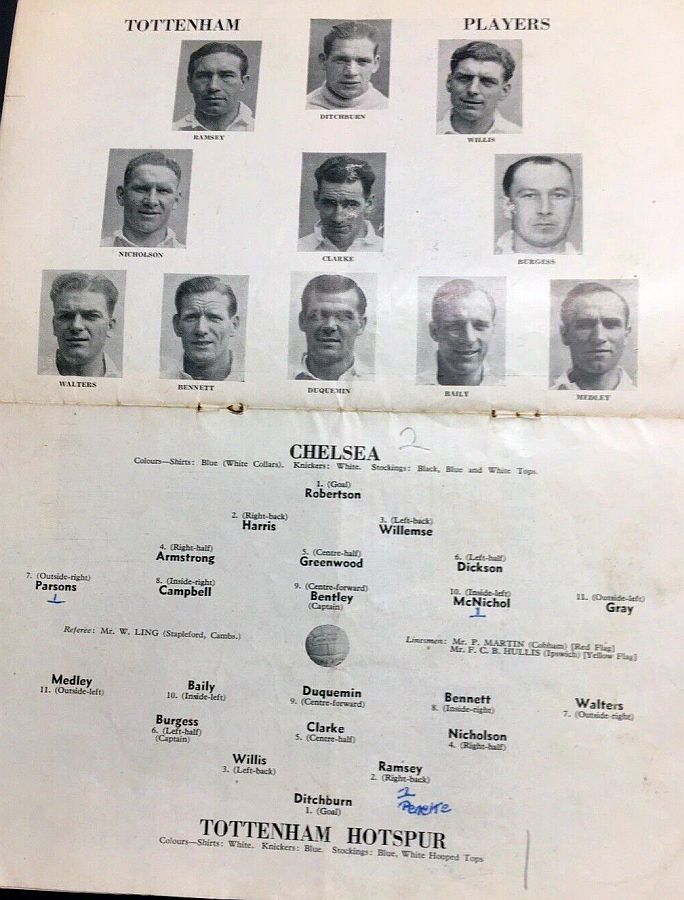 TOTTENHAM PLAYERS
DITCHBURN
RAMSEY
WILLIS
NICHOLSON
CLARKE
BURGESS
WALTERS
BENNETT
DUQUEMIN
BAILY
MEDLEY
CHELSEA 2
Colours—Shirts: Blue (White Collars). Knickers: White. Stockings: Black, Blue and White Tops.
1. (Goal)
Robertson
2. (Right-back)
Harris
3. (Left-back)
Willemse
4. (Right-half)
Armstrong
5. (Centre-half)
Greenwood
6. (Left-half)
Dickson
7. (Outside-right)
Parsons
1
8. (Inside-right)
Campbell
9. (Centre-forward)
Bentley
(Captain)
10. (Inside-left)
McNichol
1
11. (Outside-left)
Gray
Referee: Mr. W. LING (Stapleford, Cambs.)
Linesmen: Mr. P. MARTIN (Cobham) [Red Flag]
Mr. F. C. B. HULLIS (Ipswich) [Yellow Flag]
Medley
11. (Outside-left)
Baily
10. (Inside-left)
Duquemin
9. (Centre-forward)
Bennett
8. (Inside-right)
Walters
7. (Outside-right)
Burgess
6. (Left-half)
(Captain)
Clarke
5. (Centre-half)
Nicholson
4. (Right-half)
Willis
3. (Left-back)
Ramsey
2. (Right-back)
1
Ditchburn
1. (Goal)
TOTTENHAM HOTSPUR
Colours—Shirts: White. Knickers: Blue. Stockings: Blue, White Hooped Tops